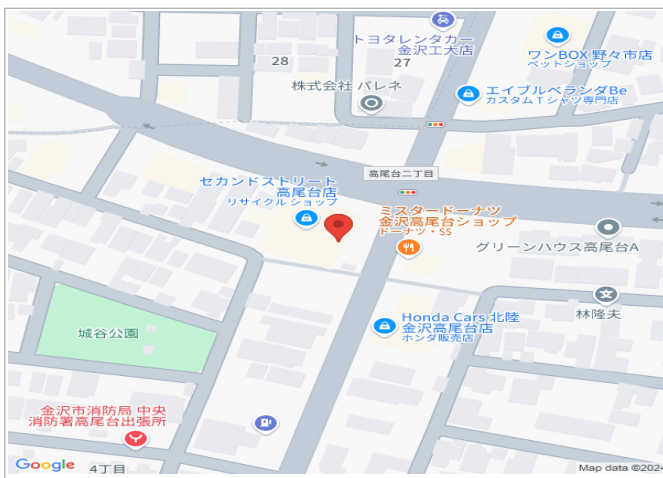 トヨタレンタカー
金沢工大店
28
27
ワンBOX 野々市店
ペットショップ
株式会社 パレネ
エイブルベランダBe
カスタムTシャツ専門店
高尾台二丁目
セカンドストリート
高尾台店
リサイクル ショップ
ミスタードーナツ
金沢高尾台ショップ
ドーナツ・$$
グリーンハウス高尾台A
林隆夫
Honda Cars 北陸
金沢高尾台店
ホンダ販売店
城谷公園
金沢市消防局 中央
消防署高尾台出張所
Google
4丁目
Map data ©2024